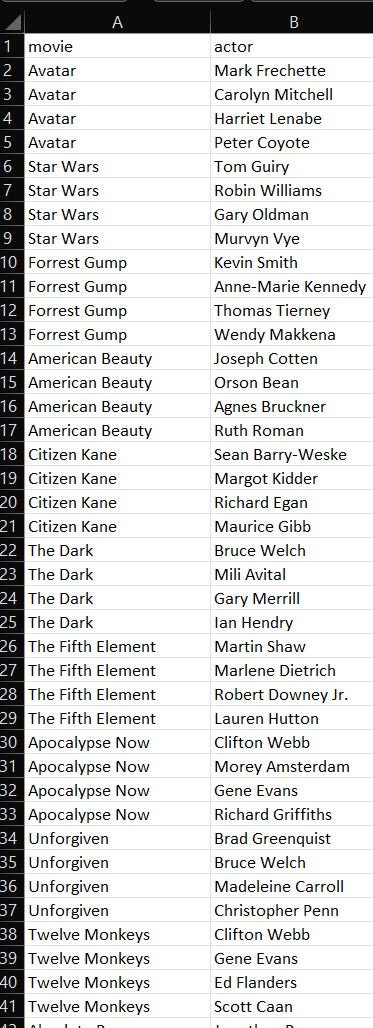 A B
1 movie actor
2 Avatar Mark Frechette
3 Avatar Carolyn Mitchell
4 Avatar Harriet Lenabe
5 Avatar Peter Coyote
6 Star Wars Tom Guiry
7 Star Wars Robin Williams
8 Star Wars Gary Oldman
9 Star Wars Murvyn Vye
10 Forrest Gump Kevin Smith
11 Forrest Gump Anne-Marie Kennedy
12 Forrest Gump Thomas Tierney
13 Forrest Gump Wendy Makkena
14 American Beauty Joseph Cotten
15 American Beauty Orson Bean
16 American Beauty Agnes Bruckner
17 American Beauty Ruth Roman
18 Citizen Kane Sean Barry-Weske
19 Citizen Kane Margot Kidder
20 Citizen Kane Richard Egan
21 Citizen Kane Maurice Gibb
22 The Dark Bruce Welch
23 The Dark Mili Avital
24 The Dark Gary Merrill
25 The Dark Ian Hendry
26 The Fifth Element Martin Shaw
27 The Fifth Element Marlene Dietrich
28 The Fifth Element Robert Downey Jr.
29 The Fifth Element Lauren Hutton
30 Apocalypse Now Clifton Webb
31 Apocalypse Now Morey Amsterdam
32 Apocalypse Now Gene Evans
33 Apocalypse Now Richard Griffiths
34 Unforgiven Brad Greenquist
35 Unforgiven Bruce Welch
36 Unforgiven Madeleine Carroll
37 Unforgiven Christopher Penn
38 Twelve Monkeys Clifton Webb
39 Twelve Monkeys Gene Evans
40 Twelve Monkeys Ed Flanders
41 Twelve Monkeys Scott Caan